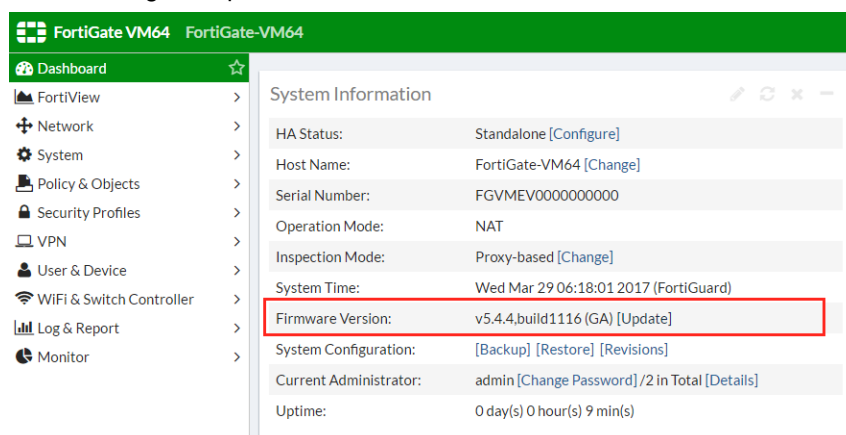 FortiGate VM64 FortiGate-VM64
Dashboard
FortiView
Network
System
Policy & Objects
Security Profiles
VPN
User & Device
WiFi & Switch Controller
Log & Report
Monitor
System Information
HA Status: Standalone [Configure]
Host Name: FortiGate-VM64 [Change]
Serial Number: FGVMEV0000000000
Operation Mode: NAT
Inspection Mode: Proxy-based [Change]
System Time: Wed Mar 29 06:18:01 2017 (FortiGuard)
Firmware Version: v5.4.4,build1116 (GA) [Update]
System Configuration: [Backup] [Restore] [Revisions]
Current Administrator: admin [Change Password] /2 in Total [Details]
Uptime: 0 day(s) 0 hour(s) 9 min(s)